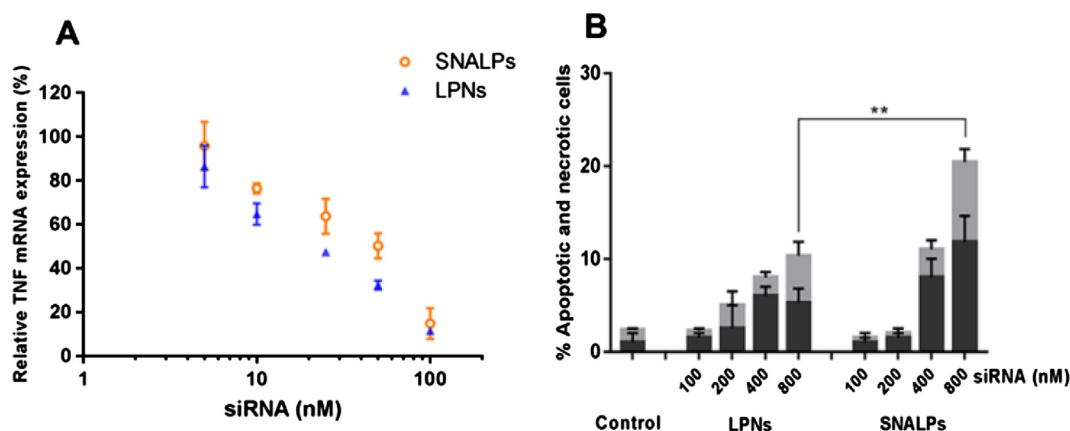 A
SNALPs
LPNs
Relative TNF mRNA expression (%)
120
100
80
60
40
20
0
1
10
100
siRNA (nM)
B
% Apoptotic and necrotic cells
30
20
10
0
**
100 200 400 800 100 200 400 800 siRNA (nM)
Control LPNs SNALPs